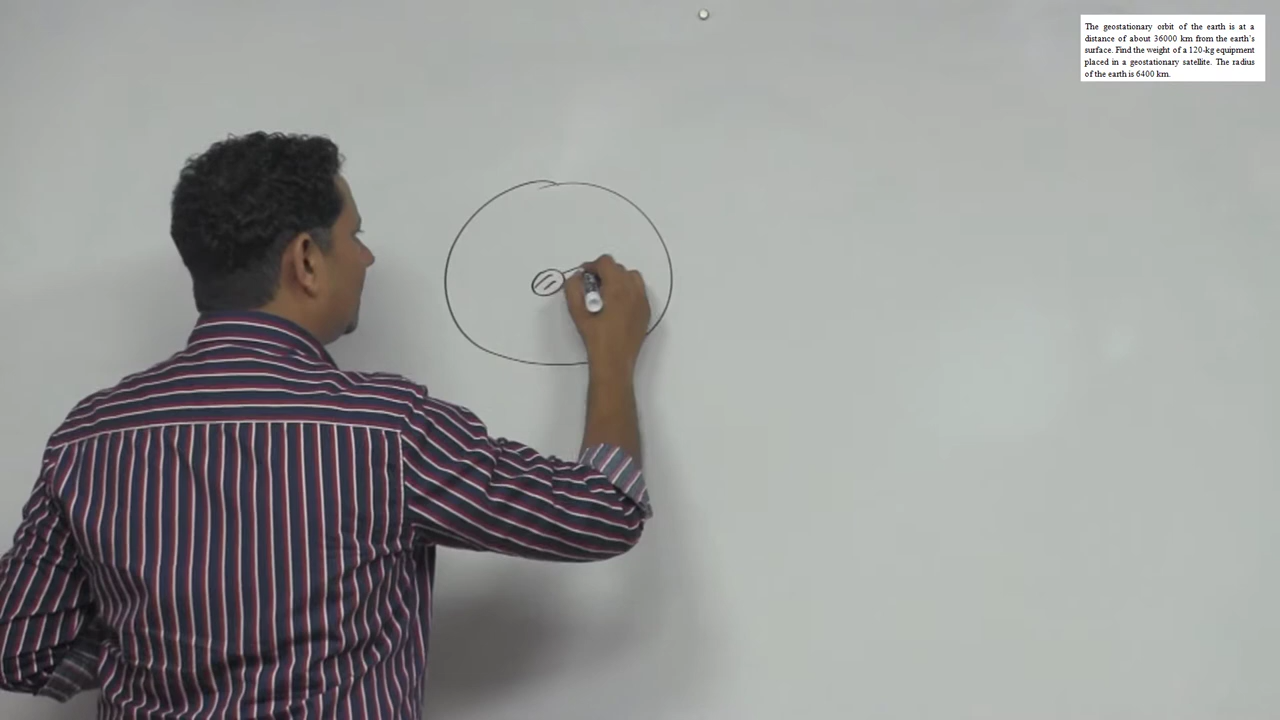 The geostationary orbit of the earth is at a
distance of about 36000 km from the earth's
surface. Find the weight of a 120-kg equipment
placed in a geostationary satellite. The radius
of the earth is 6400 km.